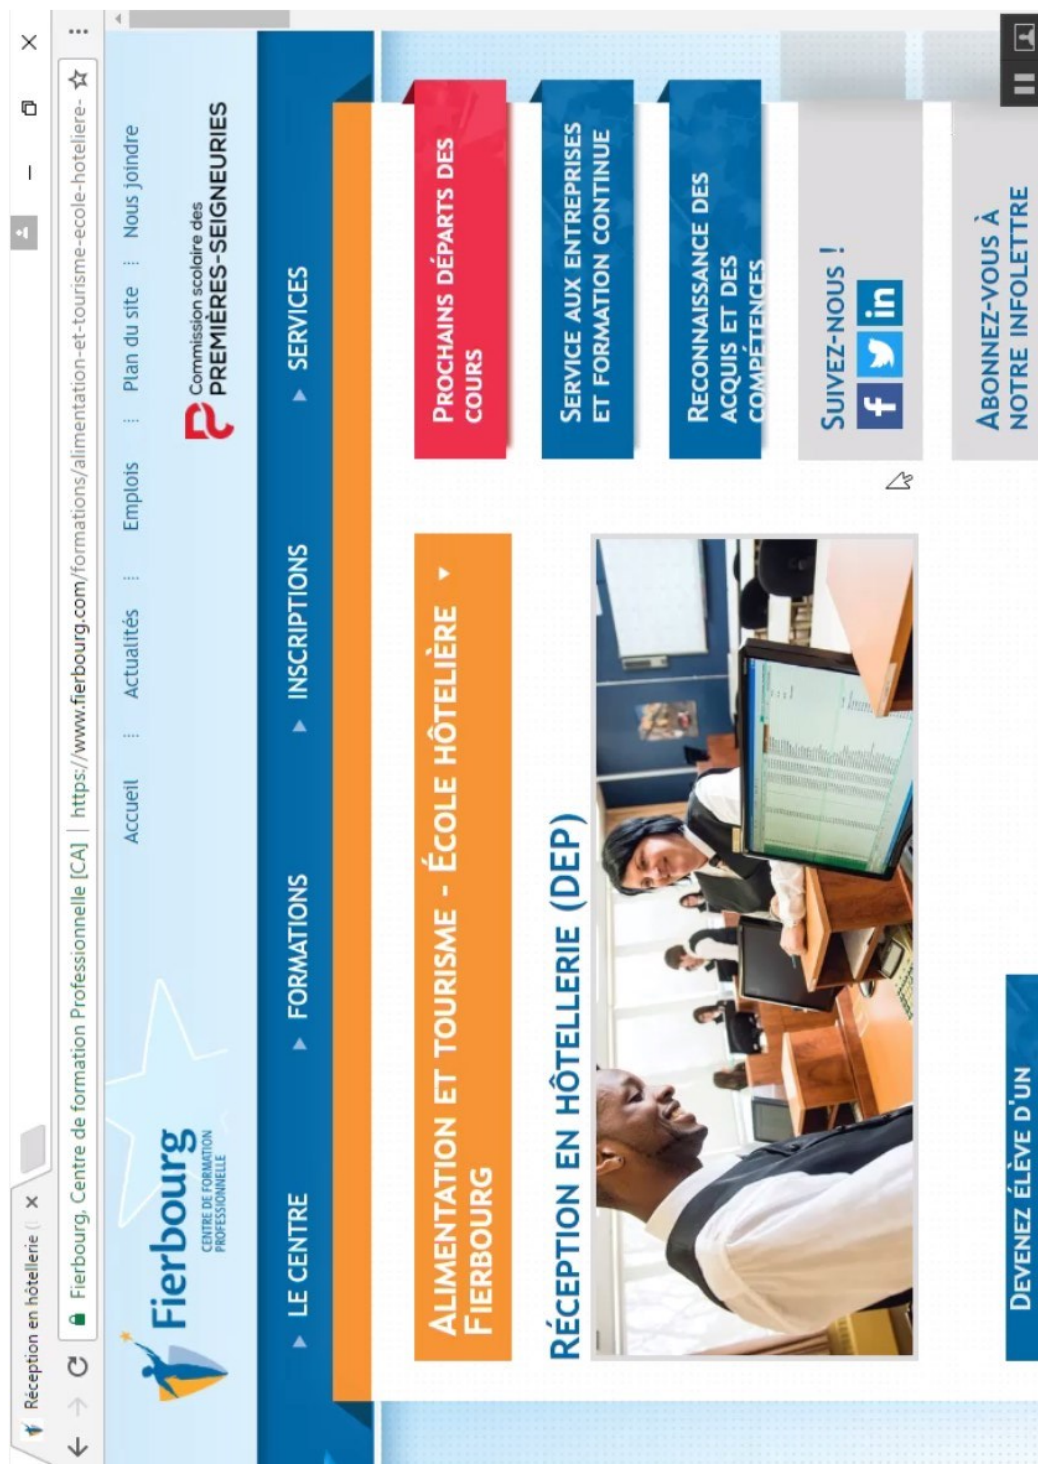 Réception en hôtellerie (
Fierbourg, Centre de formation Professionnelle [CA] | https://www.fierbourg.com/formations/alimentation-et-tourisme-ecole-hoteliere-
Accueil
Actualités
Emplois
Plan du site
Nous joindre
Fierbourg
CENTRE DE FORMATION
PROFESSIONNELLE
Commission scolaire des
PREMIÈRES-SEIGNEURIES
LE CENTRE
FORMATIONS
INSCRIPTIONS
SERVICES
ALIMENTATION ET TOURISME - ÉCOLE HÔTELIÈRE
FIERBOURG
RÉCEPTION EN HÔTELLERIE (DEP)
DEVENEZ ÉLÈVE D'UN
PROCHAINS DÉPARTS DES
COURS
SERVICE AUX ENTREPRISES
ET FORMATION CONTINUE
RECONNAISSANCE DES
ACQUIS ET DES
COMPÉTENCES
SUIVEZ-NOUS !
f
in
ABONNEZ-VOUS À
NOTRE INFOLETTRE